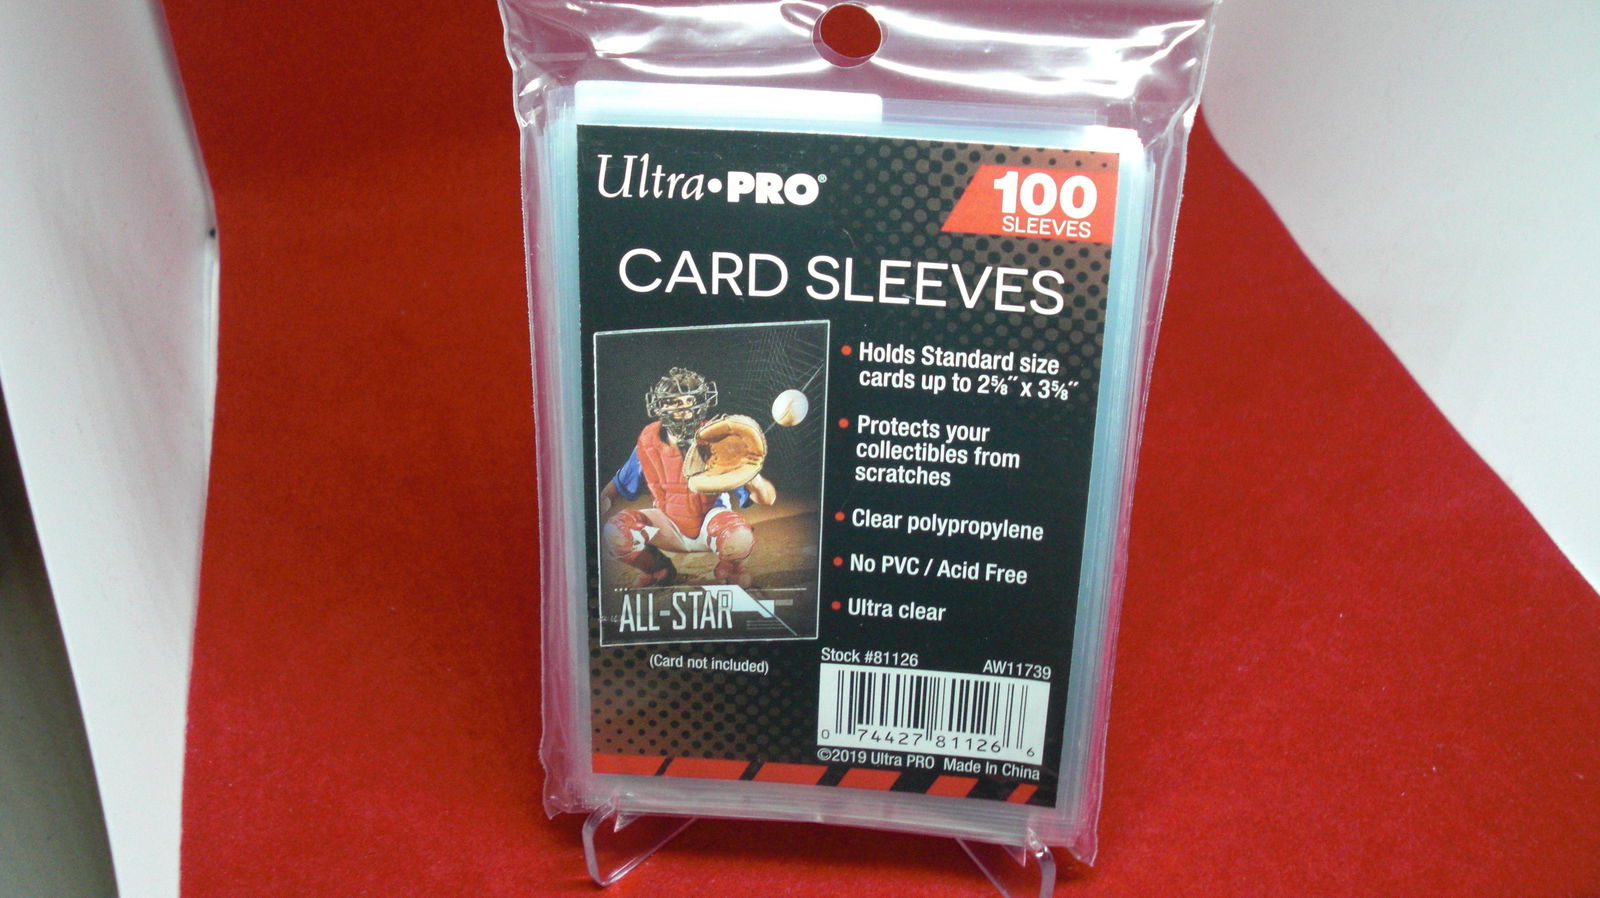 Ultra•PRO®
100
SLEEVES
CARD SLEEVES
• Holds Standard size
cards up to 2⅝″ x 3⅝″
• Protects your
collectibles from
scratches
• Clear polypropylene
• No PVC / Acid Free
• Ultra clear
ALL-STAR
(Card not included)
Stock #81126 AW11739
0 74427 81126 6
©2019 Ultra PRO Made In China